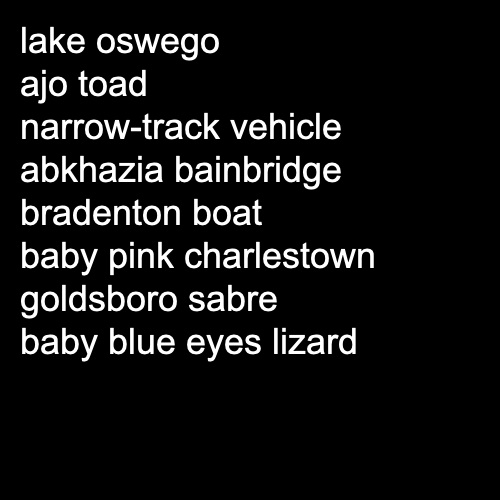 lake oswego
ajo toad
narrow-track vehicle
abkhazia bainbridge
bradenton boat
baby pink charlestown
goldsboro sabre
baby blue eyes lizard